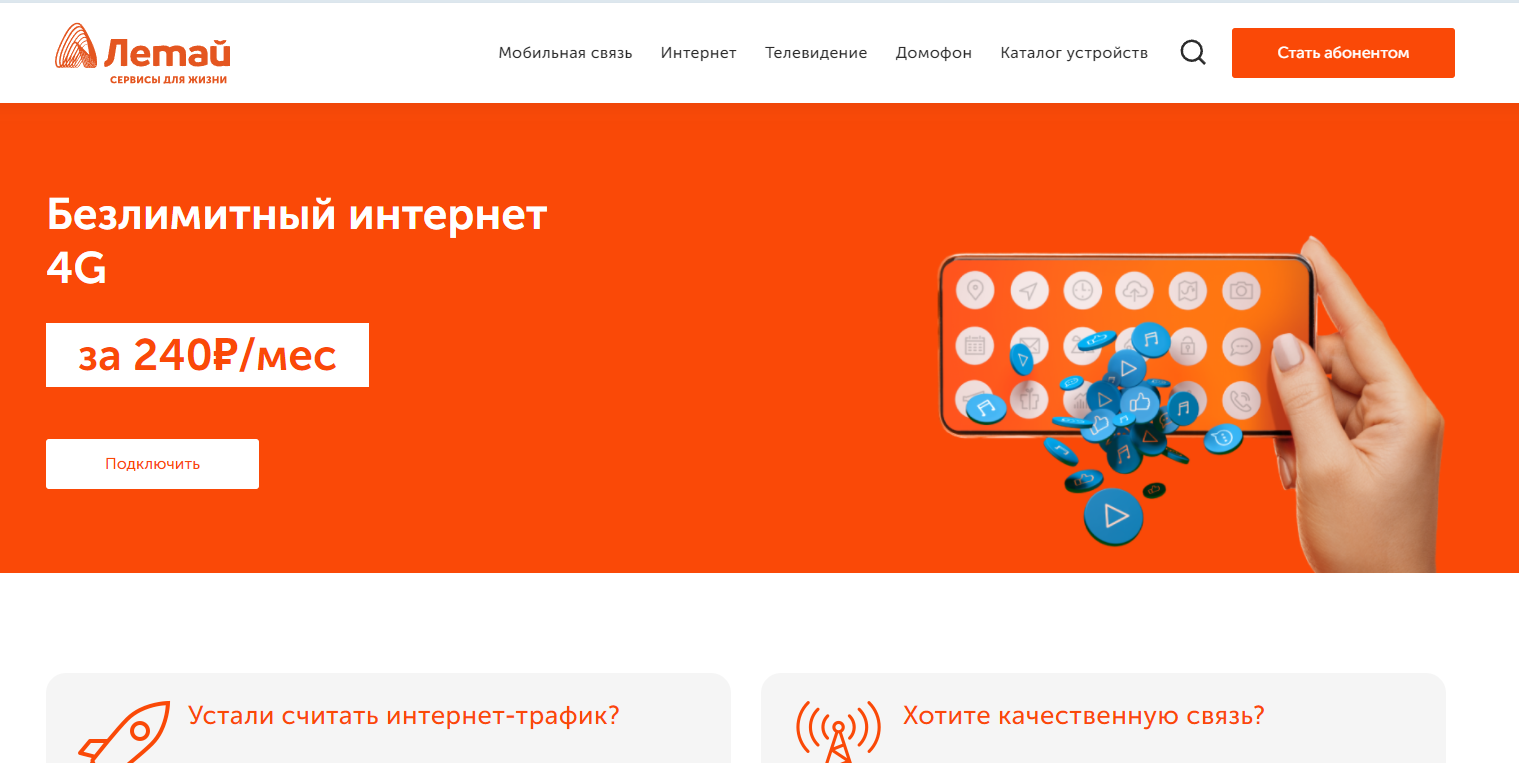 Летай
СЕРВИСЫ ДЛЯ ЖИЗНИ
Мобильная связь
Интернет
Телевидение
Домофон
Каталог устройств
Стать абонентом
Безлимитный интернет
4G
за 240₽/мес
Подключить
Устали считать интернет-трафик?
Хотите качественную связь?